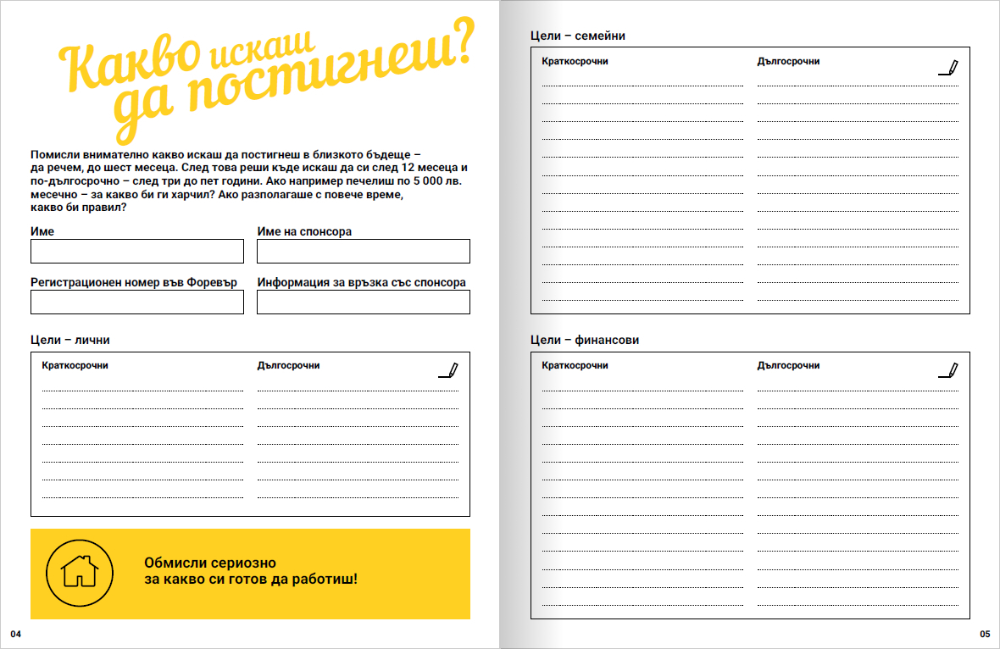 Какво искаш
да постигнеш?
Помисли внимателно какво искаш да постигнеш в близкото бъдеще –
да речем, до шест месеца. След това реши къде искаш да си след 12 месеца и
по-дългосрочно – след три до пет години. Ако например печелиш по 5 000 лв.
месечно – за какво би ги харчил? Ако разполагаше с повече време,
какво би правил?
Име
Име на спонсора
Регистрационен номер във Форевър
Информация за връзка със спонсора
Цели – лични
Краткосрочни
Дългосрочни
Обмисли сериозно
за какво си готов да работиш!
04
Цели – семейни
Краткосрочни
Дългосрочни
Цели – финансови
Краткосрочни
Дългосрочни
05